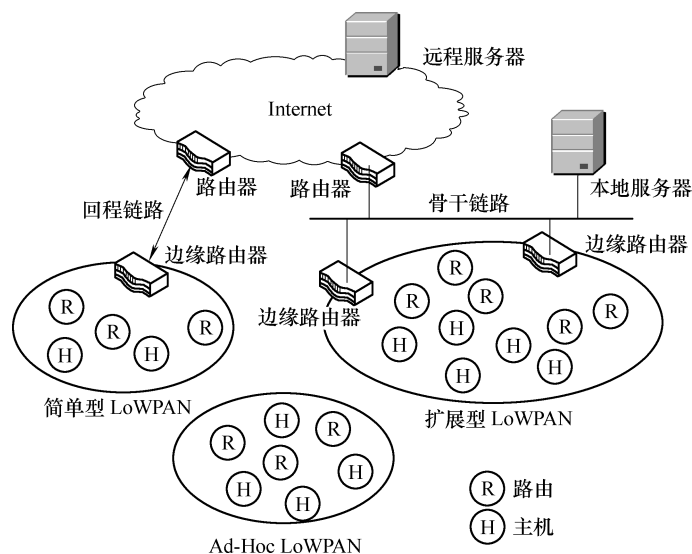 远程服务器
Internet
路由器
路由器
本地服务器
回程链路
骨干链路
边缘路由器
边缘路由器
边缘路由器
R
R
R
H
H
R
R
R
R
R
H
H
H
H
H
简单型 LoWPAN
扩展型 LoWPAN
H
R
R
R
H
H
H
R 路由
H 主机
Ad-Hoc LoWPAN